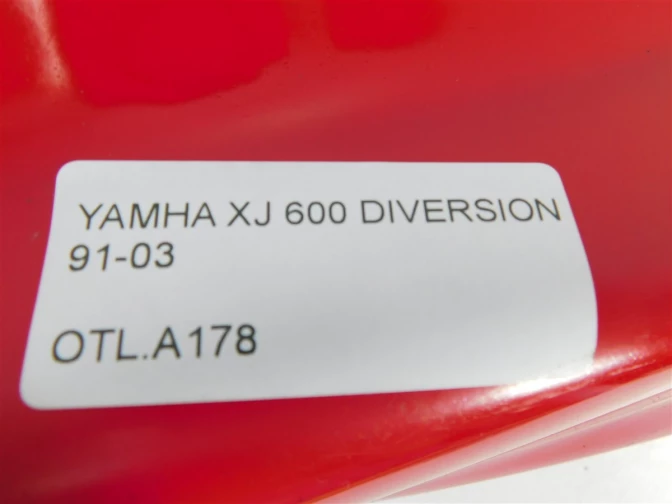 YAMHA XJ 600 DIVERSION
91-03
OTL.A178